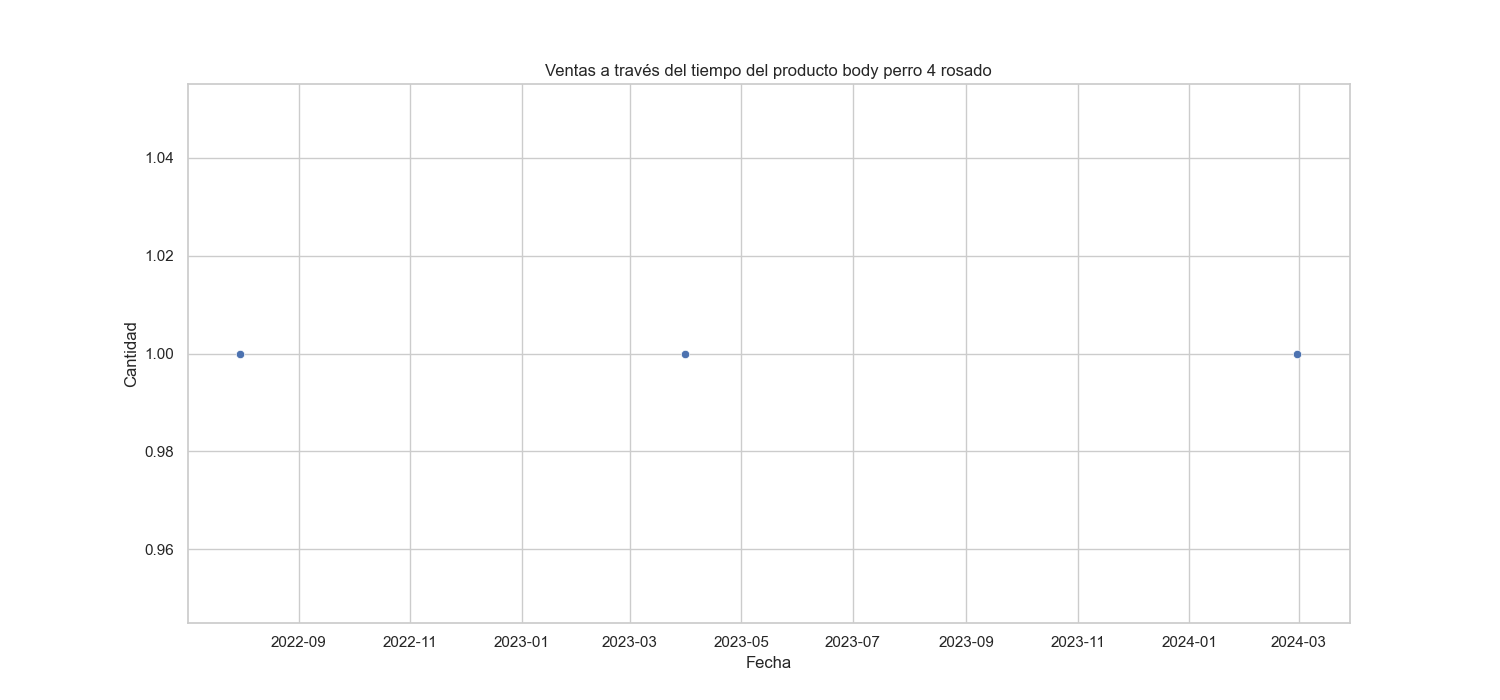 Ventas a través del tiempo del producto body perro 4 rosado
1.04
1.02
1.00
0.98
0.96
Cantidad
2022-09 2022-11 2023-01 2023-03 2023-05 2023-07 2023-09 2023-11 2024-01 2024-03
Fecha